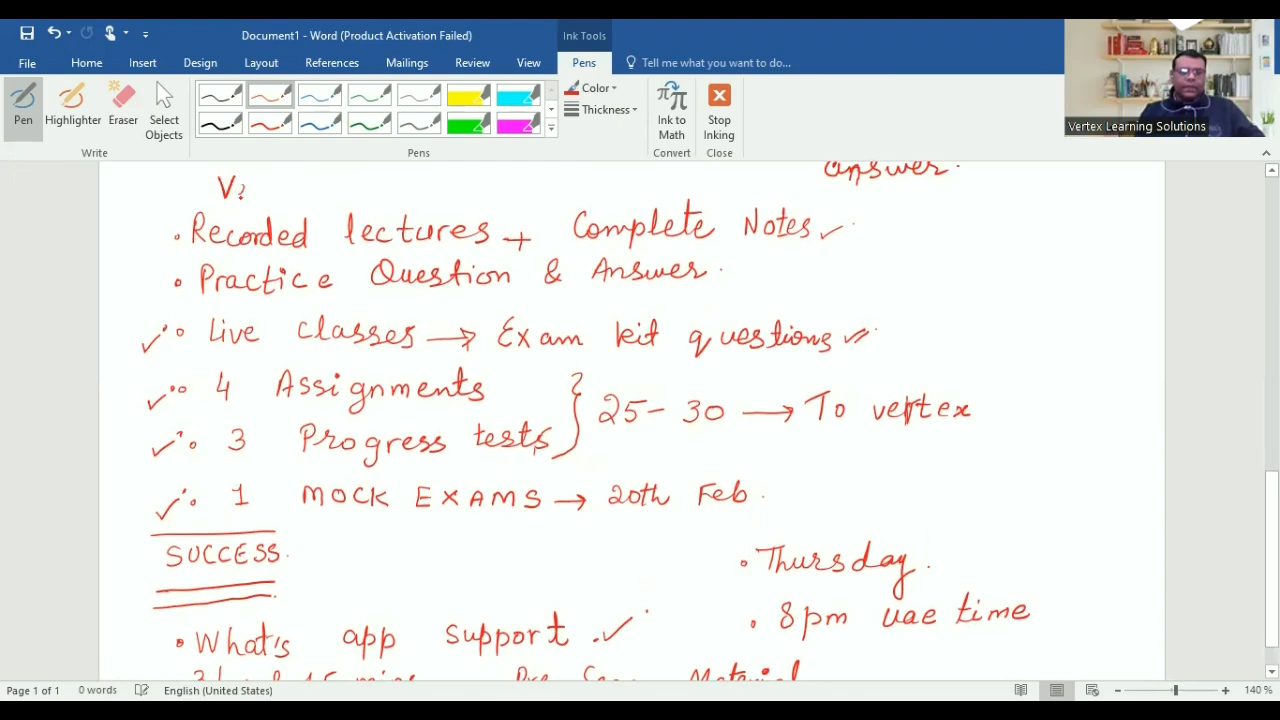 Document1 - Word (Product Activation Failed)
Ink Tools
File
Home
Insert
Design
Layout
References
Mailings
Review
View
Pens
Tell me what you want to do...
Pen
Highlighter
Eraser
Select Objects
Color
Thickness
Ink to Math
Stop Inking
Write
Pens
Convert
Close
Vertex Learning Solutions
answer.
V?
• Recorded lectures + Complete Notes ✓
• Practice Question & Answer.
✓ • Live classes → Exam kit questions ✓
✓ • 4 Assignments
25 - 30 → To vertex
✓ • 3 Progress tests
✓ • 1 MOCK EXAMS → 20th Feb.
SUCCESS
• Thursday.
• 8pm uae time
• What's app support. ✓
Material
Page 1 of 1
0 words
English (United States)
140 %